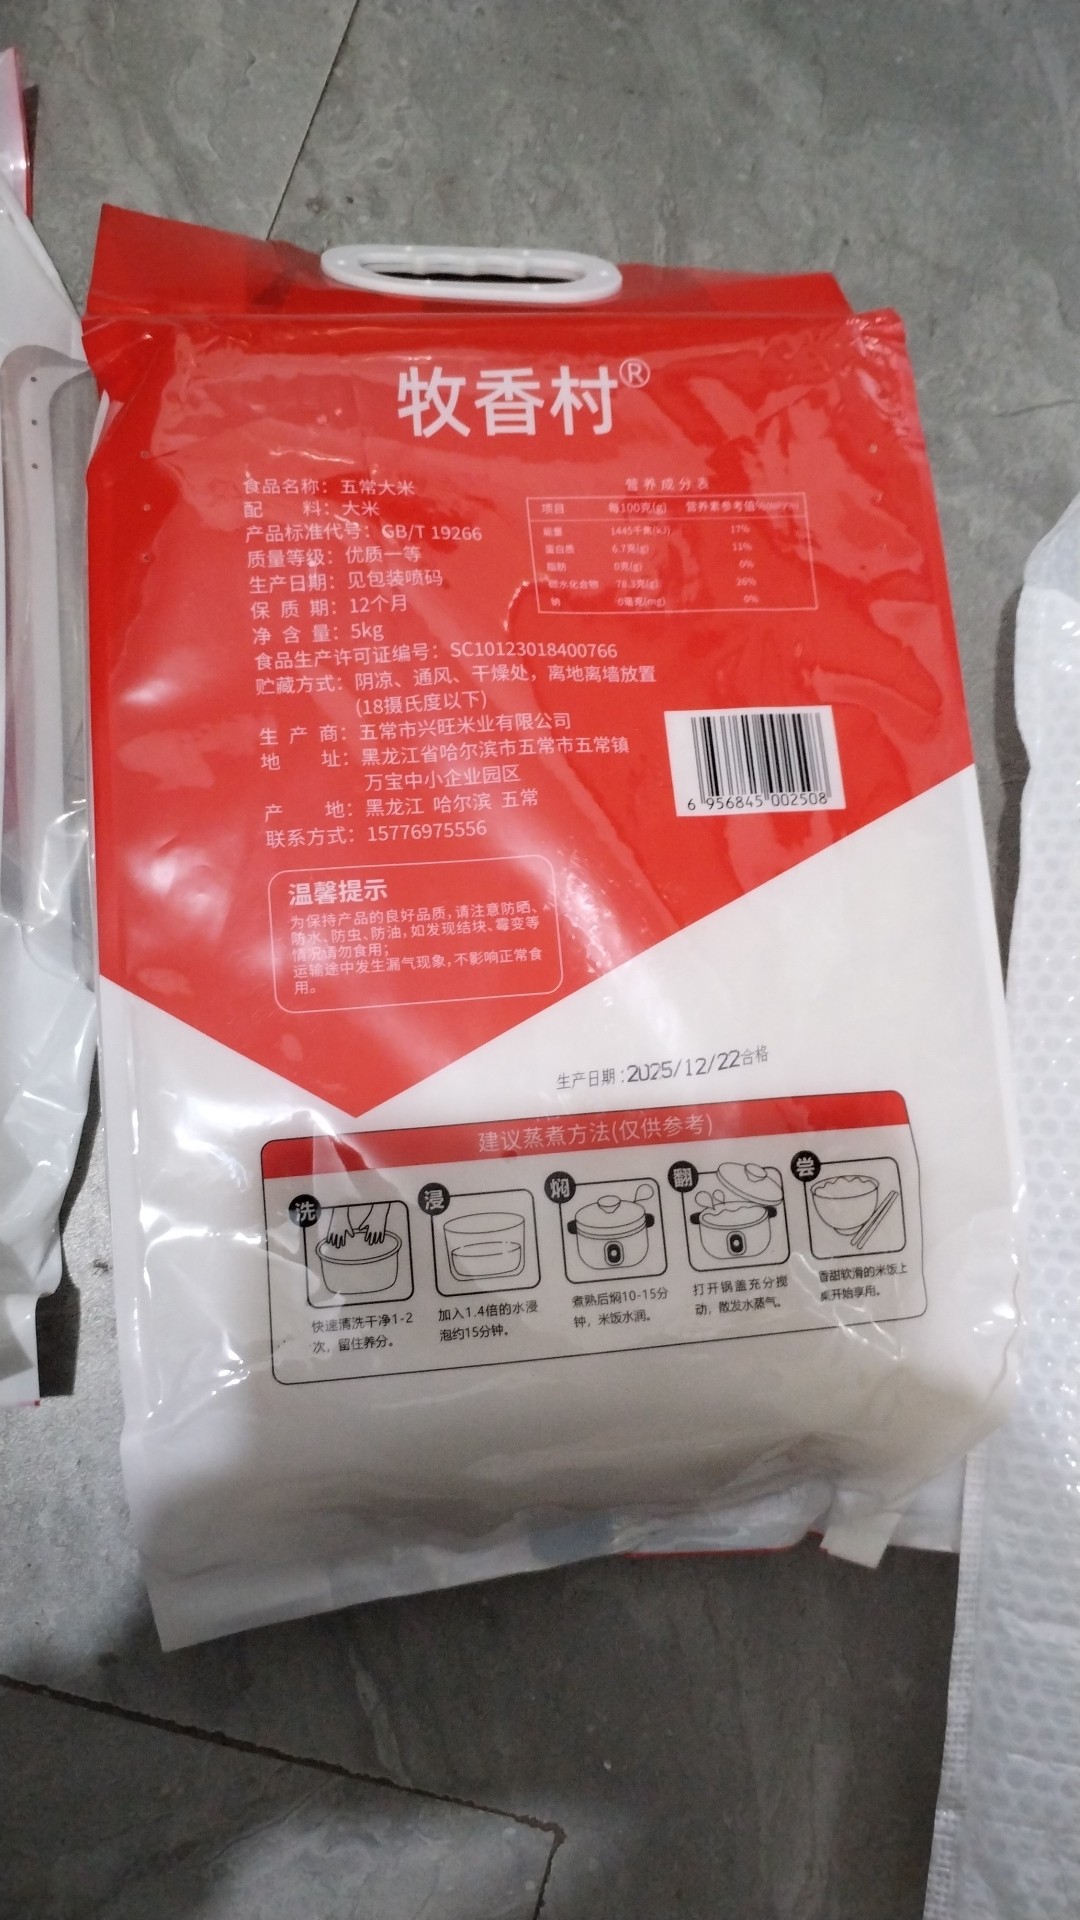 牧香村®
食品名称：五常大米
配　　料：大米
产品标准代号：GB/T 19266
质量等级：优质一等
生产日期：见包装喷码
保 质 期：12个月
净 含 量：5kg
食品生产许可证编号：SC10123018400766
贮藏方式：阴凉、通风、干燥处，离地离墙放置
(18摄氏度以下)
生 产 商：五常市兴旺米业有限公司
地　　址：黑龙江省哈尔滨市五常市五常镇
万宝中小企业园区
产　　地：黑龙江 哈尔滨 五常
联系方式：15776975556
营养成分表
项目 每100克(g) 营养素参考值%
能量 1445千焦(kJ) 17%
蛋白质 6.7克(g) 11%
脂肪 0克(g) 0%
碳水化合物 78.3克(g) 26%
钠 0毫克(mg) 0%
6 956845 002508
温馨提示
为保持产品的良好品质，请注意防晒、
防水、防虫、防油，如发现结块、霉变等
情况请勿食用；
运输途中发生漏气现象，不影响正常食
用。
生产日期：2025/12/22合格
建议蒸煮方法(仅供参考)
洗
快速清洗干净1-2
次，留住养分。
浸
加入1.4倍的水浸
泡约15分钟。
焖
煮熟后焖10-15分
钟，米饭水润。
翻
打开锅盖充分搅
动，散发水蒸气。
尝
香甜软滑的米饭上
桌开始享用。